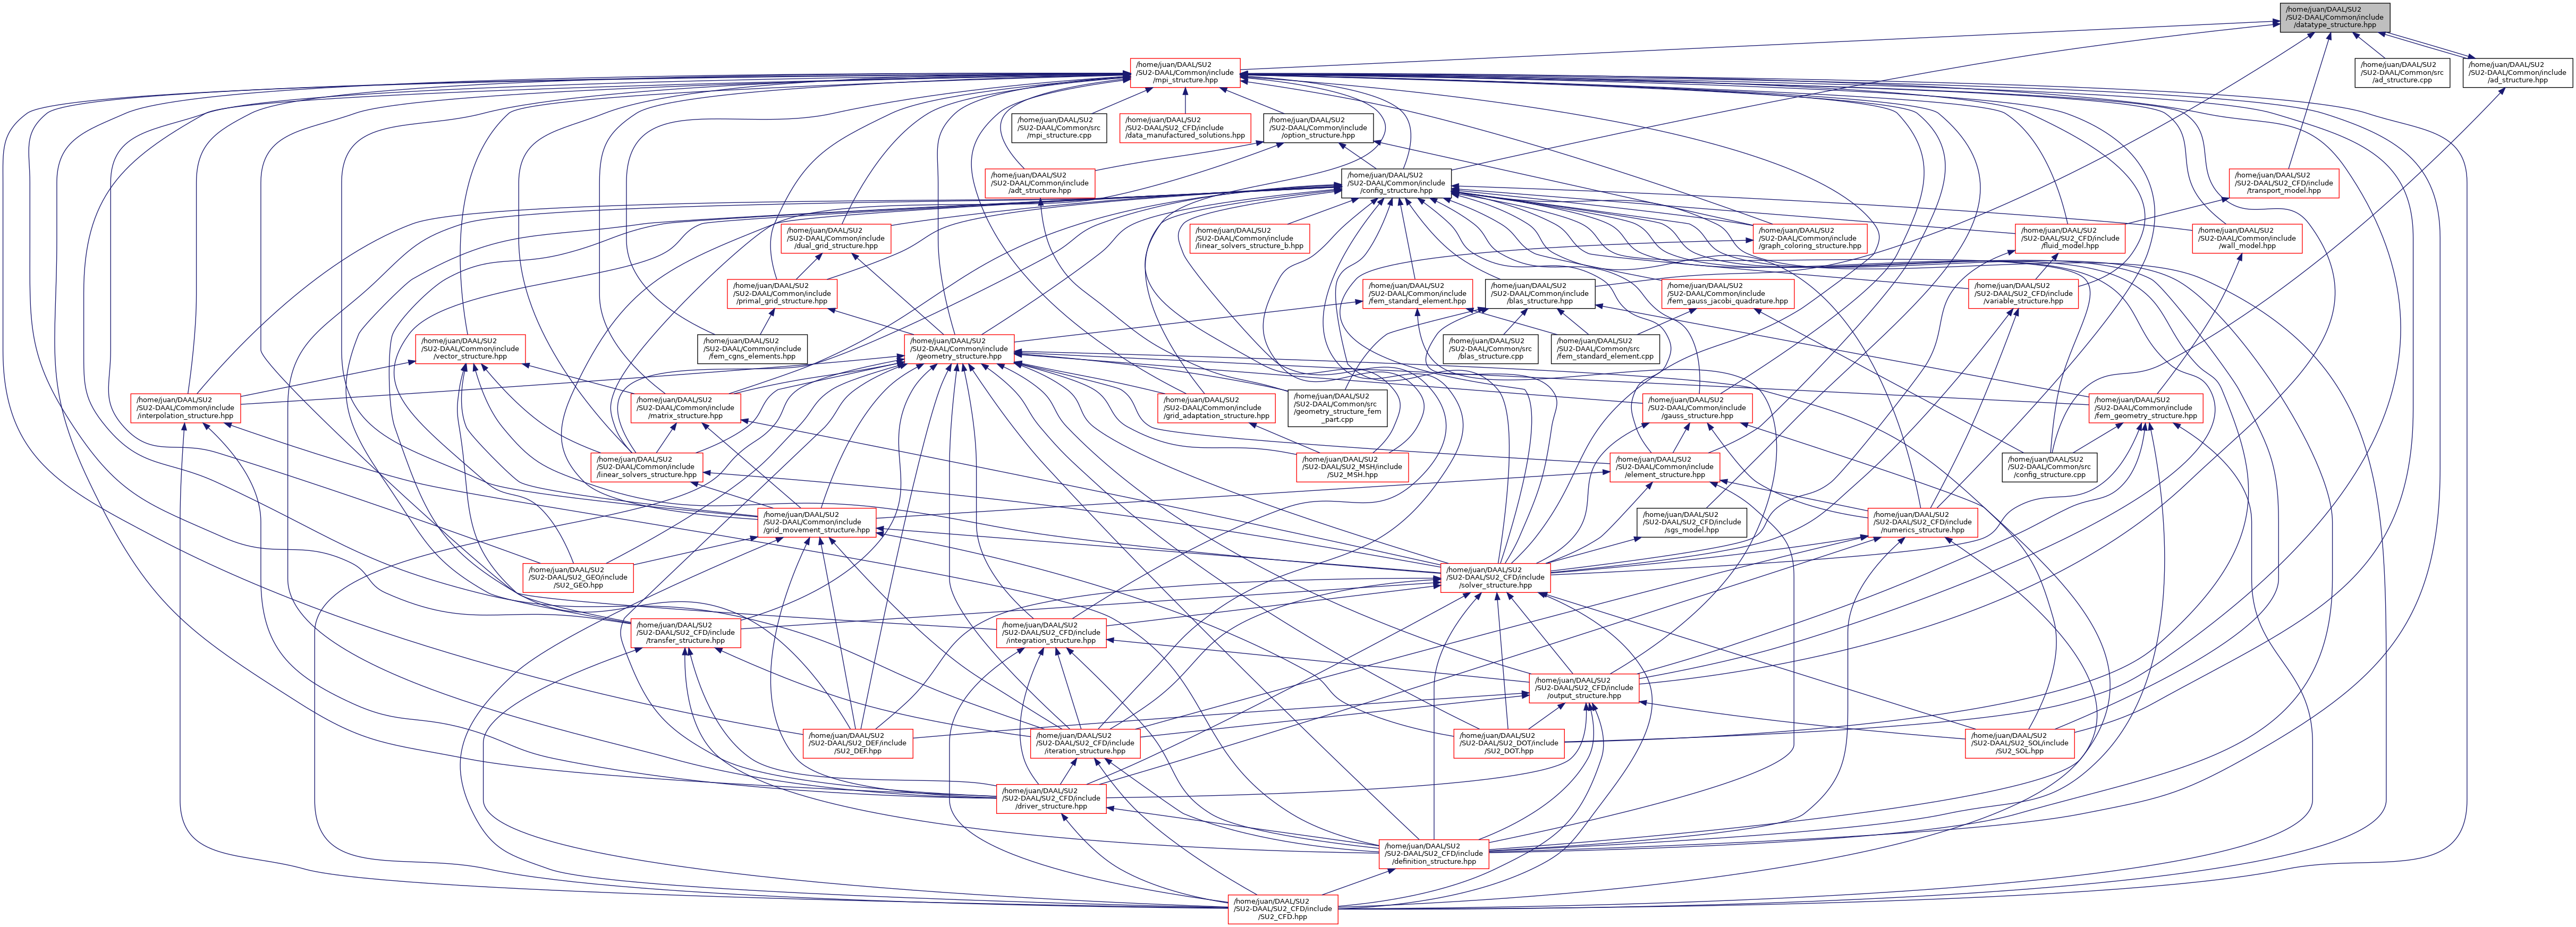 /home/juan/DAAL/SU2
/SU2-DAAL/Common/include
/datatype_structure.hpp
/home/juan/DAAL/SU2
/SU2-DAAL/Common/include
/mpi_structure.hpp
/home/juan/DAAL/SU2
/SU2-DAAL/Common/src
/ad_structure.cpp
/home/juan/DAAL/SU2
/SU2-DAAL/Common/include
/ad_structure.hpp
/home/juan/DAAL/SU2
/SU2-DAAL/Common/src
/mpi_structure.cpp
/home/juan/DAAL/SU2
/SU2-DAAL/SU2_CFD/include
/data_manufactured_solutions.hpp
/home/juan/DAAL/SU2
/SU2-DAAL/Common/include
/option_structure.hpp
/home/juan/DAAL/SU2
/SU2-DAAL/Common/include
/adt_structure.hpp
/home/juan/DAAL/SU2
/SU2-DAAL/Common/include
/config_structure.hpp
/home/juan/DAAL/SU2
/SU2-DAAL/SU2_CFD/include
/transport_model.hpp
/home/juan/DAAL/SU2
/SU2-DAAL/Common/include
/dual_grid_structure.hpp
/home/juan/DAAL/SU2
/SU2-DAAL/Common/include
/linear_solvers_structure_b.hpp
/home/juan/DAAL/SU2
/SU2-DAAL/Common/include
/graph_coloring_structure.hpp
/home/juan/DAAL/SU2
/SU2-DAAL/SU2_CFD/include
/fluid_model.hpp
/home/juan/DAAL/SU2
/SU2-DAAL/Common/include
/wall_model.hpp
/home/juan/DAAL/SU2
/SU2-DAAL/Common/include
/primal_grid_structure.hpp
/home/juan/DAAL/SU2
/SU2-DAAL/Common/include
/fem_standard_element.hpp
/home/juan/DAAL/SU2
/SU2-DAAL/Common/include
/blas_structure.hpp
/home/juan/DAAL/SU2
/SU2-DAAL/Common/include
/fem_gauss_jacobi_quadrature.hpp
/home/juan/DAAL/SU2
/SU2-DAAL/SU2_CFD/include
/variable_structure.hpp
/home/juan/DAAL/SU2
/SU2-DAAL/Common/include
/vector_structure.hpp
/home/juan/DAAL/SU2
/SU2-DAAL/Common/include
/fem_cgns_elements.hpp
/home/juan/DAAL/SU2
/SU2-DAAL/Common/include
/geometry_structure.hpp
/home/juan/DAAL/SU2
/SU2-DAAL/Common/src
/blas_structure.cpp
/home/juan/DAAL/SU2
/SU2-DAAL/Common/src
/fem_standard_element.cpp
/home/juan/DAAL/SU2
/SU2-DAAL/Common/include
/interpolation_structure.hpp
/home/juan/DAAL/SU2
/SU2-DAAL/Common/include
/matrix_structure.hpp
/home/juan/DAAL/SU2
/SU2-DAAL/Common/include
/grid_adaptation_structure.hpp
/home/juan/DAAL/SU2
/SU2-DAAL/Common/src
/geometry_structure_fem
_part.cpp
/home/juan/DAAL/SU2
/SU2-DAAL/Common/include
/gauss_structure.hpp
/home/juan/DAAL/SU2
/SU2-DAAL/Common/include
/fem_geometry_structure.hpp
/home/juan/DAAL/SU2
/SU2-DAAL/Common/include
/linear_solvers_structure.hpp
/home/juan/DAAL/SU2
/SU2-DAAL/SU2_MSH/include
/SU2_MSH.hpp
/home/juan/DAAL/SU2
/SU2-DAAL/Common/include
/element_structure.hpp
/home/juan/DAAL/SU2
/SU2-DAAL/Common/src
/config_structure.cpp
/home/juan/DAAL/SU2
/SU2-DAAL/Common/include
/grid_movement_structure.hpp
/home/juan/DAAL/SU2
/SU2-DAAL/SU2_CFD/include
/sgs_model.hpp
/home/juan/DAAL/SU2
/SU2-DAAL/SU2_CFD/include
/numerics_structure.hpp
/home/juan/DAAL/SU2
/SU2-DAAL/SU2_GEO/include
/SU2_GEO.hpp
/home/juan/DAAL/SU2
/SU2-DAAL/SU2_CFD/include
/solver_structure.hpp
/home/juan/DAAL/SU2
/SU2-DAAL/SU2_CFD/include
/transfer_structure.hpp
/home/juan/DAAL/SU2
/SU2-DAAL/SU2_CFD/include
/integration_structure.hpp
/home/juan/DAAL/SU2
/SU2-DAAL/SU2_CFD/include
/output_structure.hpp
/home/juan/DAAL/SU2
/SU2-DAAL/SU2_DEF/include
/SU2_DEF.hpp
/home/juan/DAAL/SU2
/SU2-DAAL/SU2_CFD/include
/iteration_structure.hpp
/home/juan/DAAL/SU2
/SU2-DAAL/SU2_DOT/include
/SU2_DOT.hpp
/home/juan/DAAL/SU2
/SU2-DAAL/SU2_SOL/include
/SU2_SOL.hpp
/home/juan/DAAL/SU2
/SU2-DAAL/SU2_CFD/include
/driver_structure.hpp
/home/juan/DAAL/SU2
/SU2-DAAL/SU2_CFD/include
/definition_structure.hpp
/home/juan/DAAL/SU2
/SU2-DAAL/SU2_CFD/include
/SU2_CFD.hpp